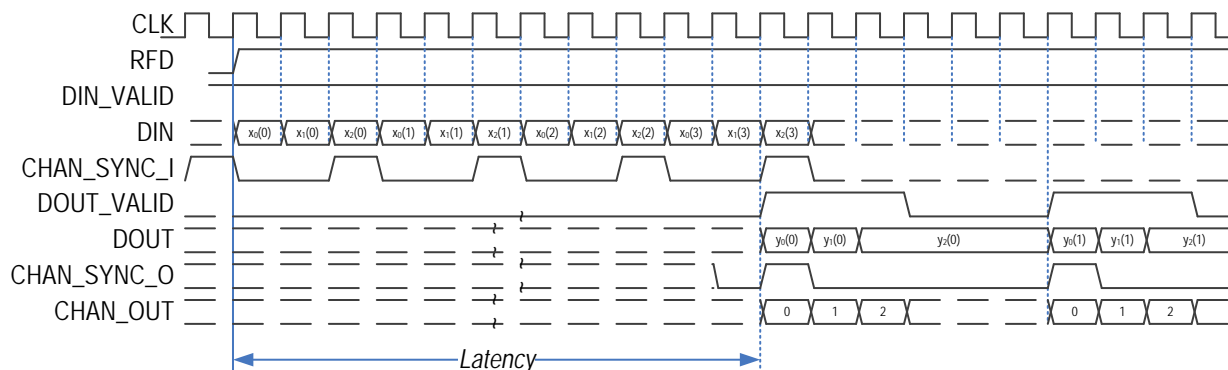 CLK
RFD
DIN_VALID
DIN x₀(0) x₁(0) x₂(0) x₀(1) x₁(1) x₂(1) x₀(2) x₁(2) x₂(2) x₀(3) x₁(3) x₂(3)
CHAN_SYNC_I
DOUT_VALID
DOUT y₀(0) y₁(0) y₂(0) y₀(1) y₁(1) y₂(1)
CHAN_SYNC_O
CHAN_OUT 0 1 2 0 1 2
Latency